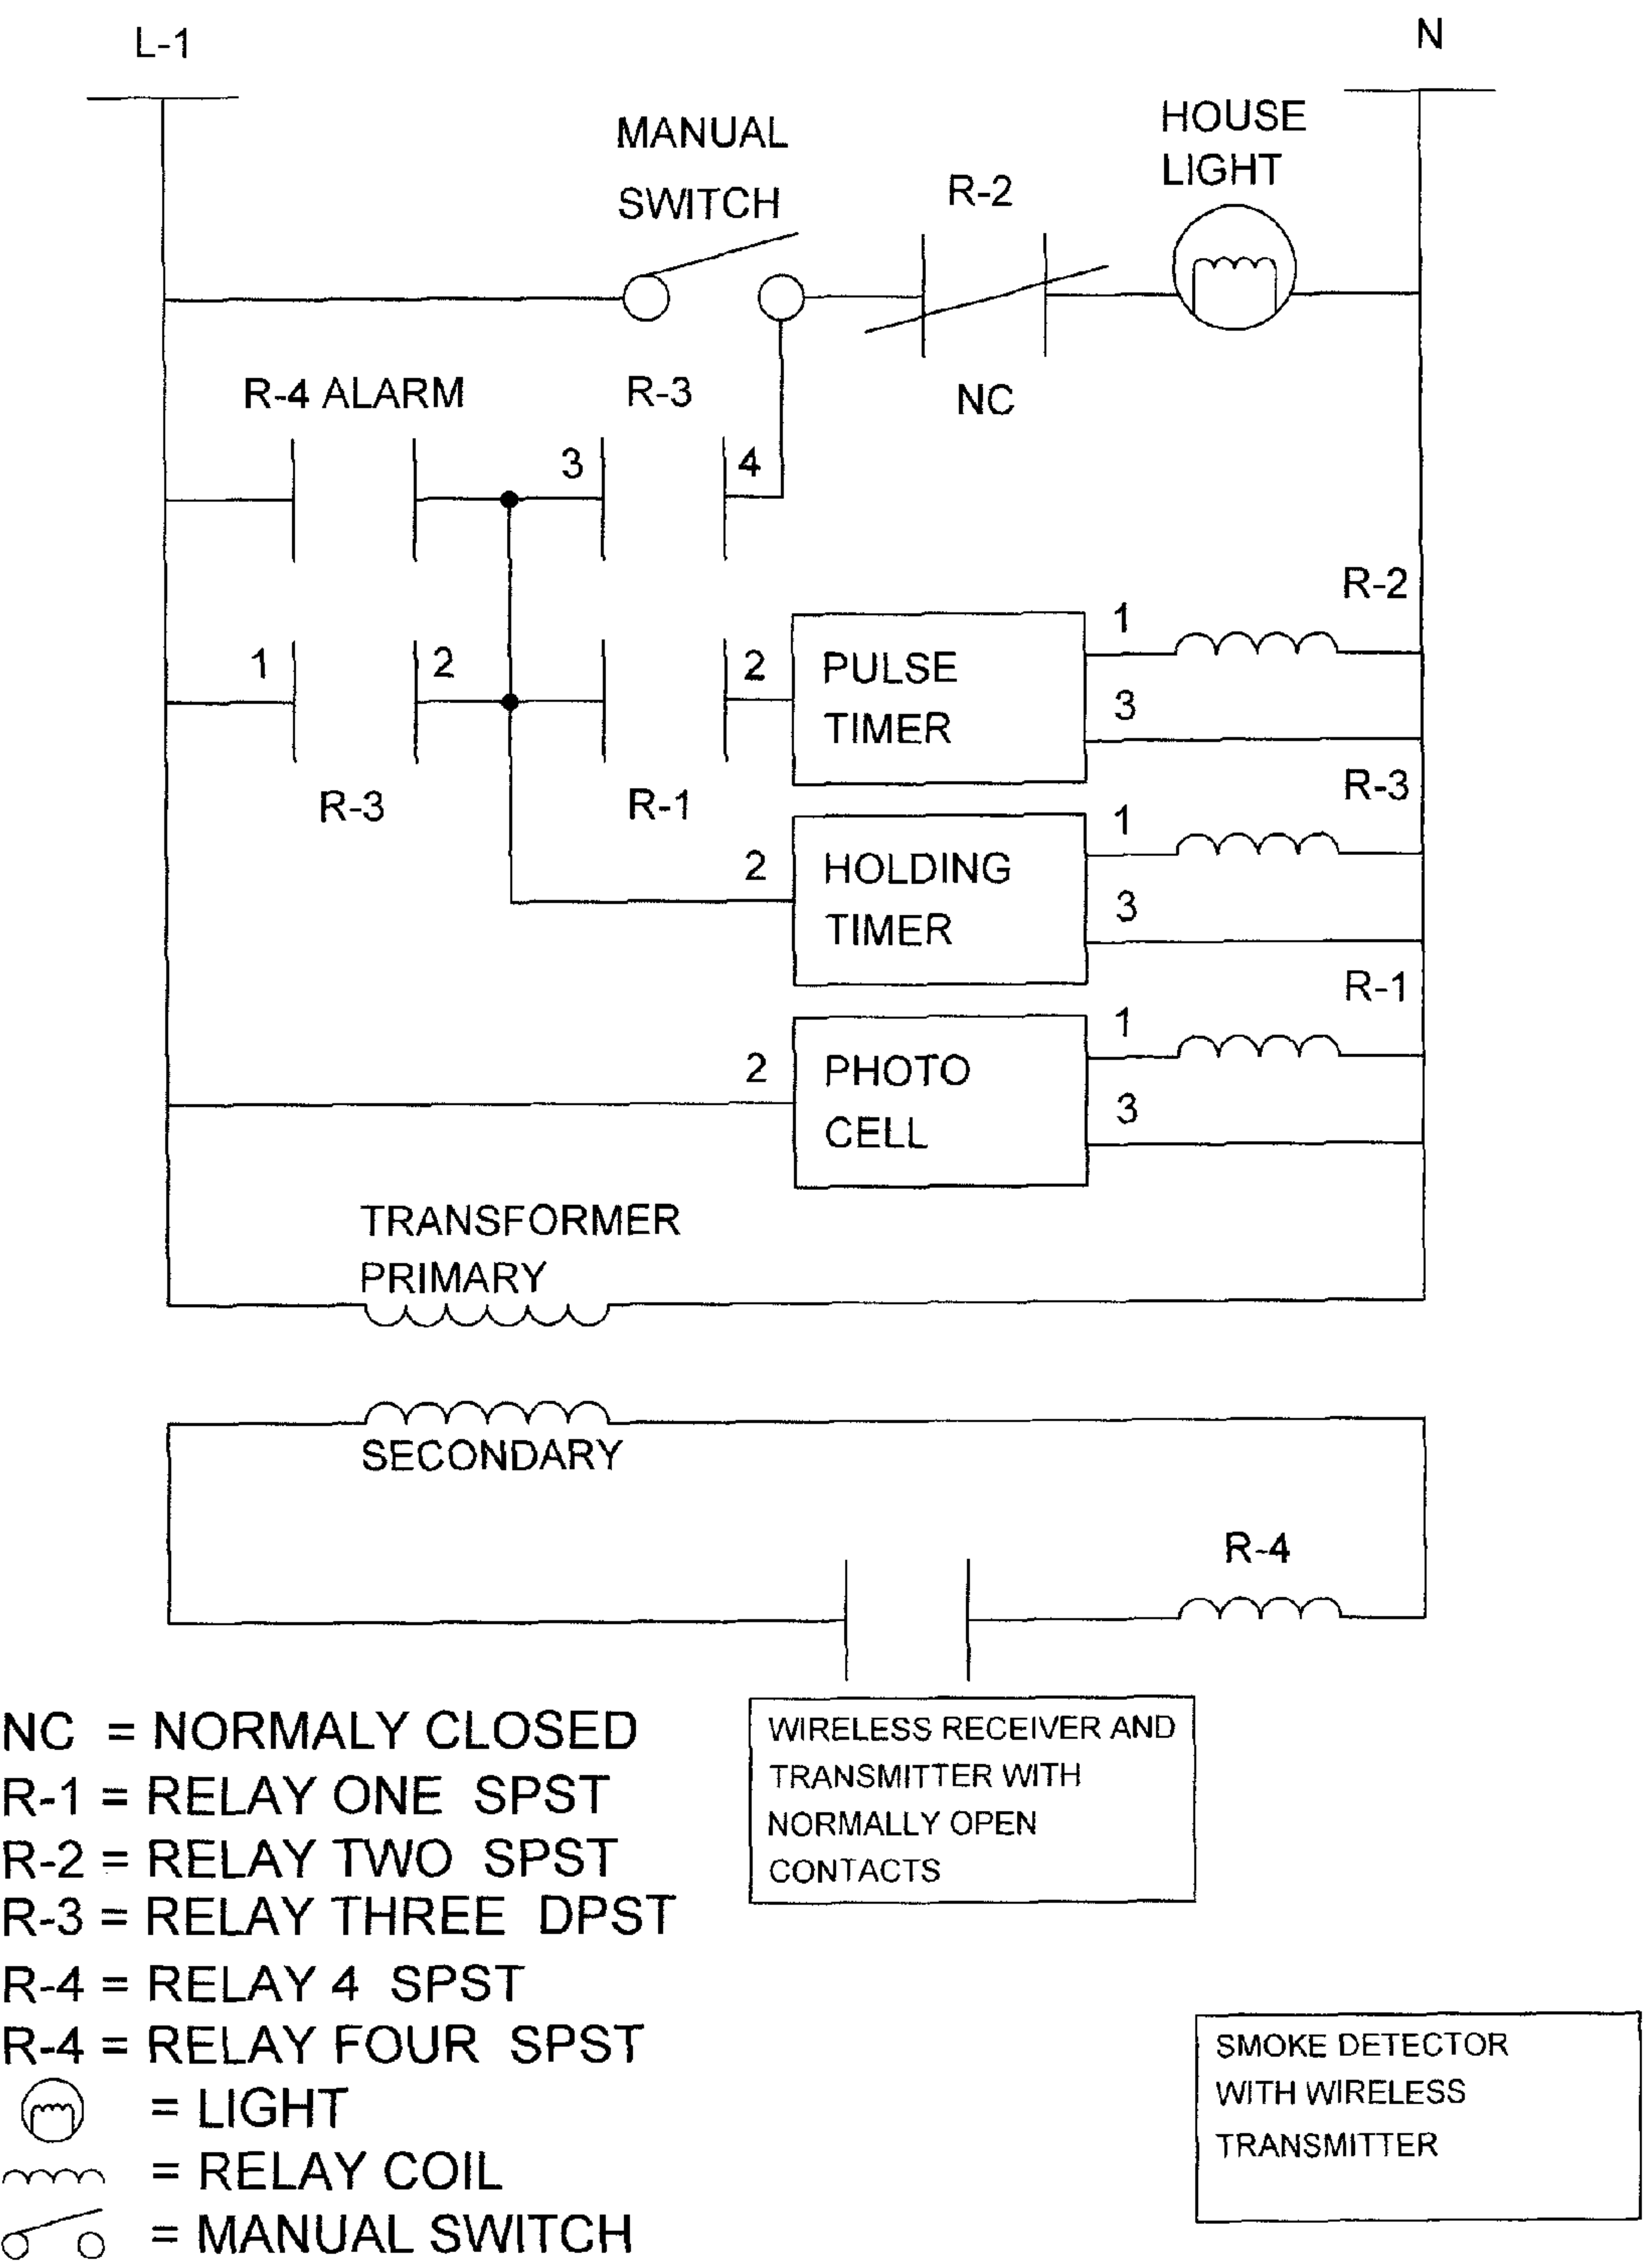 L-1
N
MANUAL
SWITCH
HOUSE
LIGHT
R-2
NC
R-4 ALARM
R-3
3
4
R-2
1
2
2
PULSE
TIMER
1
3
R-3
R-1
R-3
2
HOLDING
TIMER
1
3
R-1
2
PHOTO
CELL
1
3
TRANSFORMER
PRIMARY
SECONDARY
R-4
WIRELESS RECEIVER AND
TRANSMITTER WITH
NORMALLY OPEN
CONTACTS
NC = NORMALY CLOSED
R-1 = RELAY ONE SPST
R-2 = RELAY TWO SPST
R-3 = RELAY THREE DPST
R-4 = RELAY 4 SPST
R-4 = RELAY FOUR SPST
= LIGHT
= RELAY COIL
= MANUAL SWITCH
SMOKE DETECTOR
WITH WIRELESS
TRANSMITTER